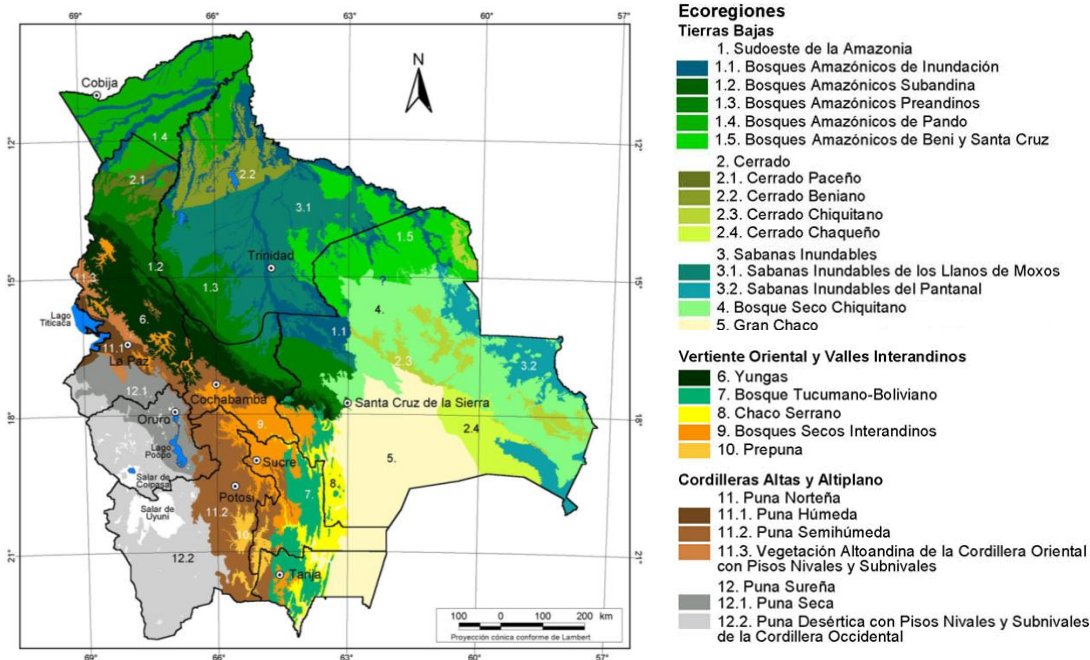 69°
66°
63°
60°
57°
N
Cobija
12°
12°
1.4
2.1
2.2
3.1
1.5
Trinidad
15°
15°
11.3
1.2
1.3
?
4.
Lago
Titicaca
6.
1.1
11.1
La Paz
2.3
3.2
12.1
Cochabamba
Santa Cruz de la Sierra
18°
18°
Oruro
9.
2.4
Lago
Poopo
Sucre
5.
Salar de
Coipasa
Potosi
7.
8.
Salar de
Uyuni
11.2
10.
21°
21°
12.2
Tarija
100 0 100 200 km
Proyección cónica conforme de Lambert
69°
66°
63°
60°
57°
Ecoregiones
Tierras Bajas
1. Sudoeste de la Amazonia
1.1. Bosques Amazónicos de Inundación
1.2. Bosques Amazónicos Subandina
1.3. Bosques Amazónicos Preandinos
1.4. Bosques Amazónicos de Pando
1.5. Bosques Amazónicos de Beni y Santa Cruz
2. Cerrado
2.1. Cerrado Paceño
2.2. Cerrado Beniano
2.3. Cerrado Chiquitano
2.4. Cerrado Chaqueño
3. Sabanas Inundables
3.1. Sabanas Inundables de los Llanos de Moxos
3.2. Sabanas Inundables del Pantanal
4. Bosque Seco Chiquitano
5. Gran Chaco
Vertiente Oriental y Valles Interandinos
6. Yungas
7. Bosque Tucumano-Boliviano
8. Chaco Serrano
9. Bosques Secos Interandinos
10. Prepuna
Cordilleras Altas y Altiplano
11. Puna Norteña
11.1. Puna Húmeda
11.2. Puna Semihúmeda
11.3. Vegetación Altoandina de la Cordillera Oriental
con Pisos Nivales y Subnivales
12. Puna Sureña
12.1. Puna Seca
12.2. Puna Desértica con Pisos Nivales y Subnivales
de la Cordillera Occidental